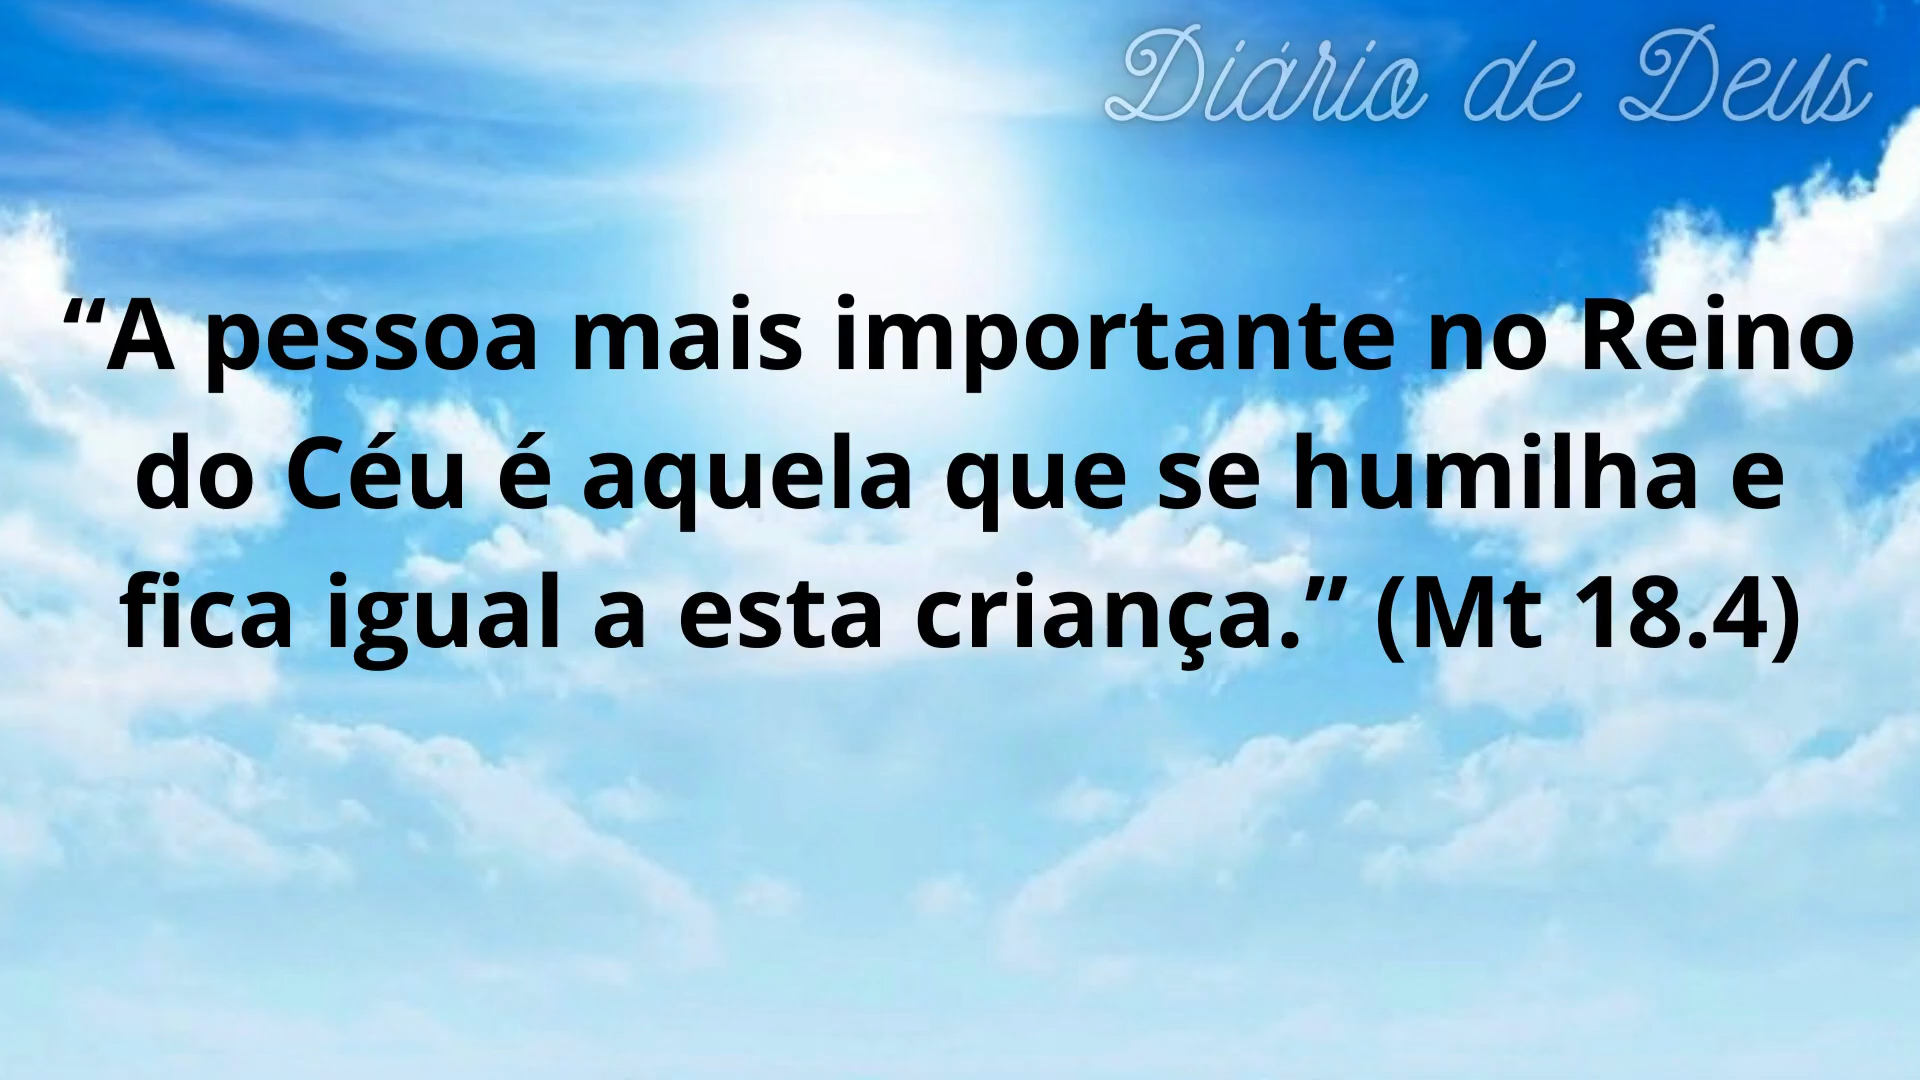 Diário de Deus
“A pessoa mais importante no Reino
do Céu é aquela que se humilha e
fica igual a esta criança.” (Mt 18.4)